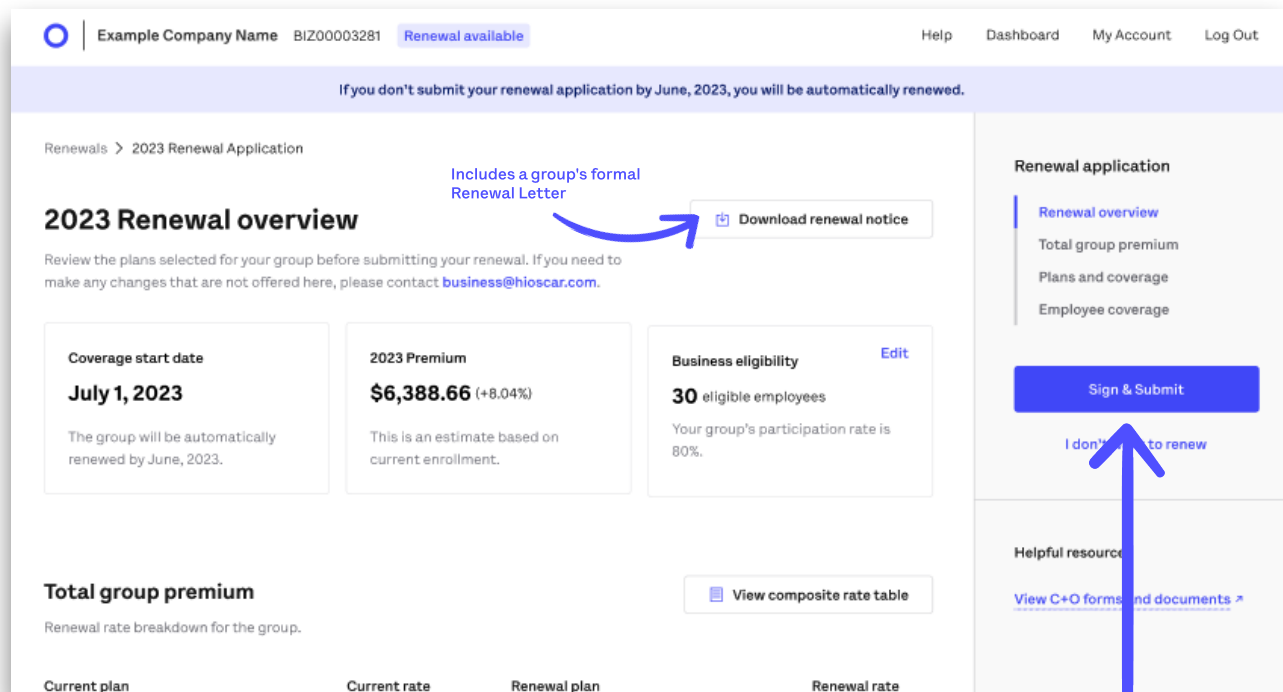 Example Company Name BIZ00003281 Renewal available
Help Dashboard My Account Log Out
If you don't submit your renewal application by June, 2023, you will be automatically renewed.
Renewals > 2023 Renewal Application
Includes a group's formal
Renewal Letter
2023 Renewal overview
Download renewal notice
Review the plans selected for your group before submitting your renewal. If you need to
make any changes that are not offered here, please contact business@hioscar.com.
Coverage start date
July 1, 2023
The group will be automatically
renewed by June, 2023.
2023 Premium
$6,388.66 (+8.04%)
This is an estimate based on
current enrollment.
Business eligibility
Edit
30 eligible employees
Your group's participation rate is
80%.
Total group premium
View composite rate table
Renewal rate breakdown for the group.
Current plan Current rate Renewal plan Renewal rate
Renewal application
Renewal overview
Total group premium
Plans and coverage
Employee coverage
Sign & Submit
I to renew
Helpful
View C+O forms documents ↗